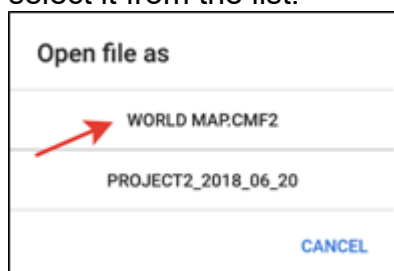 select it from the list.
Open file as
WORLD MAP.CMF2
PROJECT2_2018_06_20
CANCEL